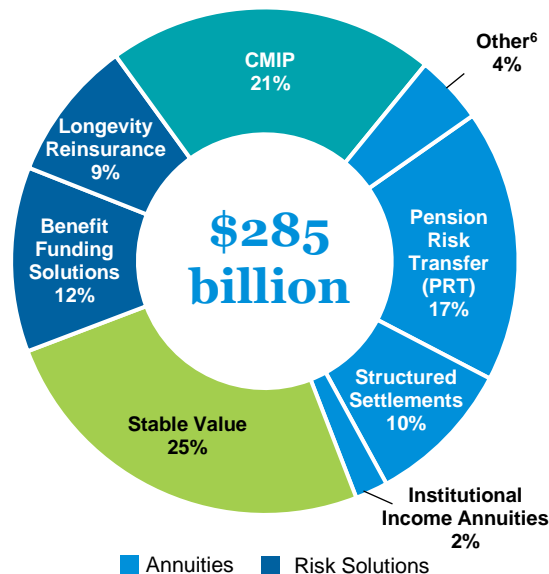 CMIP
21%
Other⁶
4%
Longevity
Reinsurance
9%
Pension
Risk
Transfer
(PRT)
17%
Benefit
Funding
Solutions
12%
$285
billion
Structured
Settlements
10%
Stable Value
25%
Institutional
Income Annuities
2%
Annuities
Risk Solutions